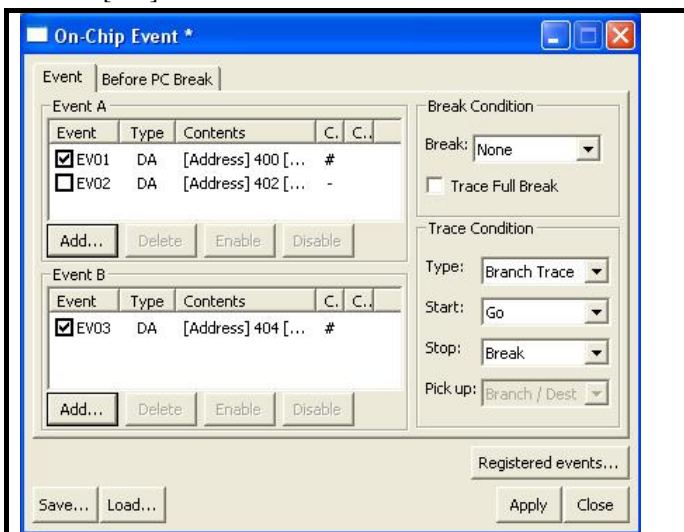 On-Chip Event *
Event Before PC Break
Event A
Event Type Contents C. C..
EV01 DA [Address] 400 [... #
EV02 DA [Address] 402 [... -
Add... Delete Enable Disable
Event B
Event Type Contents C. C..
EV03 DA [Address] 404 [... #
Add... Delete Enable Disable
Break Condition
Break: None
Trace Full Break
Trace Condition
Type: Branch Trace
Start: Go
Stop: Break
Pick up: Branch / Dest
Registered events...
Save... Load... Apply Close